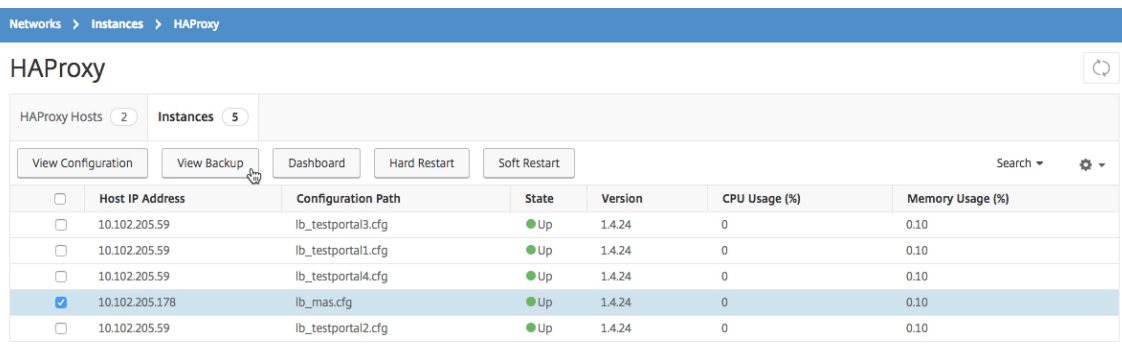 Networks > Instances > HAProxy
HAProxy
HAProxy Hosts 2 Instances 5
View Configuration View Backup Dashboard Hard Restart Soft Restart Search
Host IP Address Configuration Path State Version CPU Usage (%) Memory Usage (%)
10.102.205.59 lb_testportal3.cfg Up 1.4.24 0 0.10
10.102.205.59 lb_testportal1.cfg Up 1.4.24 0 0.10
10.102.205.59 lb_testportal4.cfg Up 1.4.24 0 0.10
10.102.205.178 lb_mas.cfg Up 1.4.24 0 0.10
10.102.205.59 lb_testportal2.cfg Up 1.4.24 0 0.10